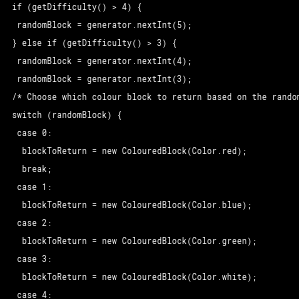 if (getDifficulty() > 4) {
randomBlock = generator.nextInt(5);
} else if (getDifficulty() > 3) {
randomBlock = generator.nextInt(4);
randomBlock = generator.nextInt(3);
/* Choose which colour block to return based on the
switch (randomBlock) {
case 0:
blockToReturn = new ColouredBlock(Color.red);
break;
case 1:
blockToReturn = new ColouredBlock(Color.blue);
case 2:
blockToReturn = new ColouredBlock(Color.green);
case 3:
blockToReturn = new ColouredBlock(Color.white);
case 4: